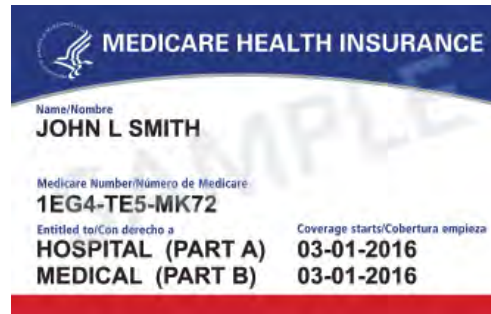 MEDICARE HEALTH INSURANCE
Name/Nombre
JOHN L SMITH
SAMPLE
Medicare Number/Número de Medicare
1EG4-TE5-MK72
Entitled to/Con derecho a Coverage starts/Cobertura empieza
HOSPITAL (PART A) 03-01-2016
MEDICAL (PART B) 03-01-2016